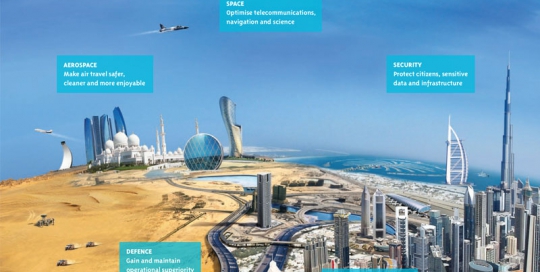 SPACE
Optimise telecommunications,
navigation and science
AEROSPACE
Make air travel safer,
cleaner and more enjoyable
SECURITY
Protect citizens, sensitive
data and infrastructure
DEFENCE
Gain and maintain
operational superiority